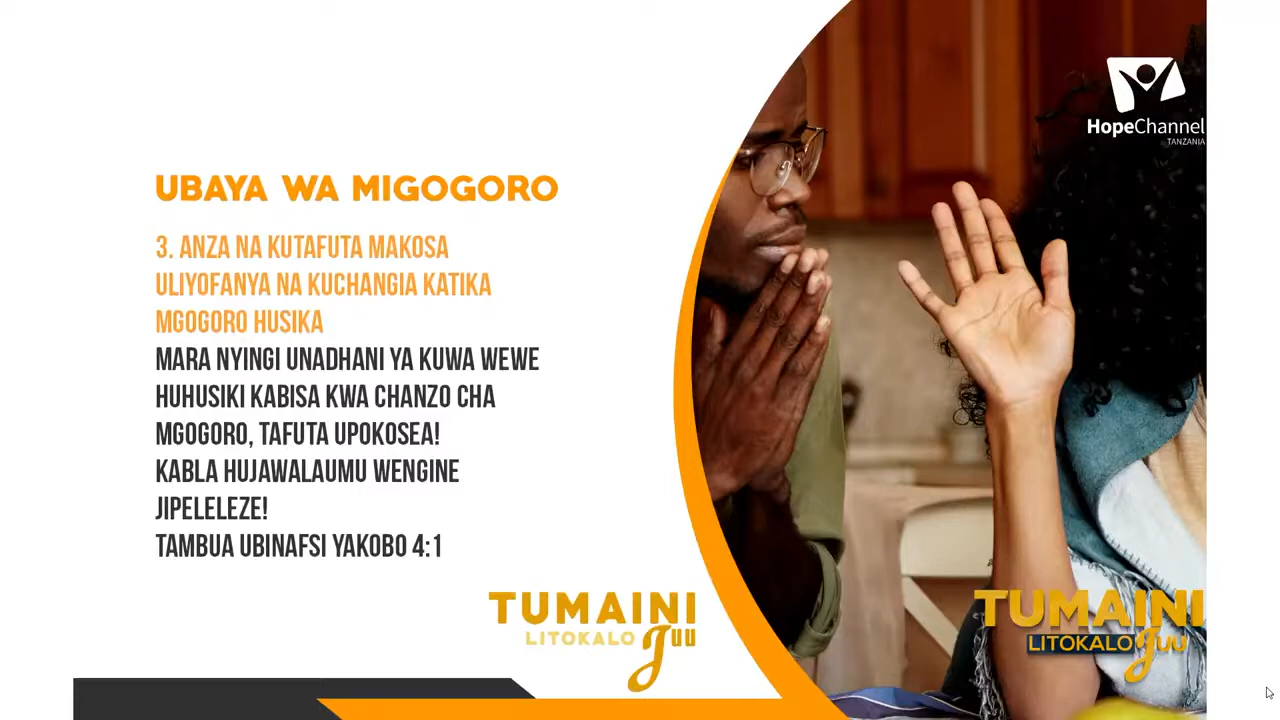 UBAYA WA MIGOGORO
3. ANZA NA KUTAFUTA MAKOSA
ULIYOFANYA NA KUCHANGIA KATIKA
MGOGORO HUSIKA
MARA NYINGI UNADHANI YA KUWA WEWE
HUHUSIKI KABISA KWA CHANZO CHA
MGOGORO, TAFUTA UPOKOSEA!
KABLA HUJAWALAUMU WENGINE
JIPELELEZE!
TAMBUA UBINAFSI YAKOBO 4:1
TUMAINI
LITOKALO Juu
HopeChannel
TANZANIA
TUMAINI
LITOKALO Juu